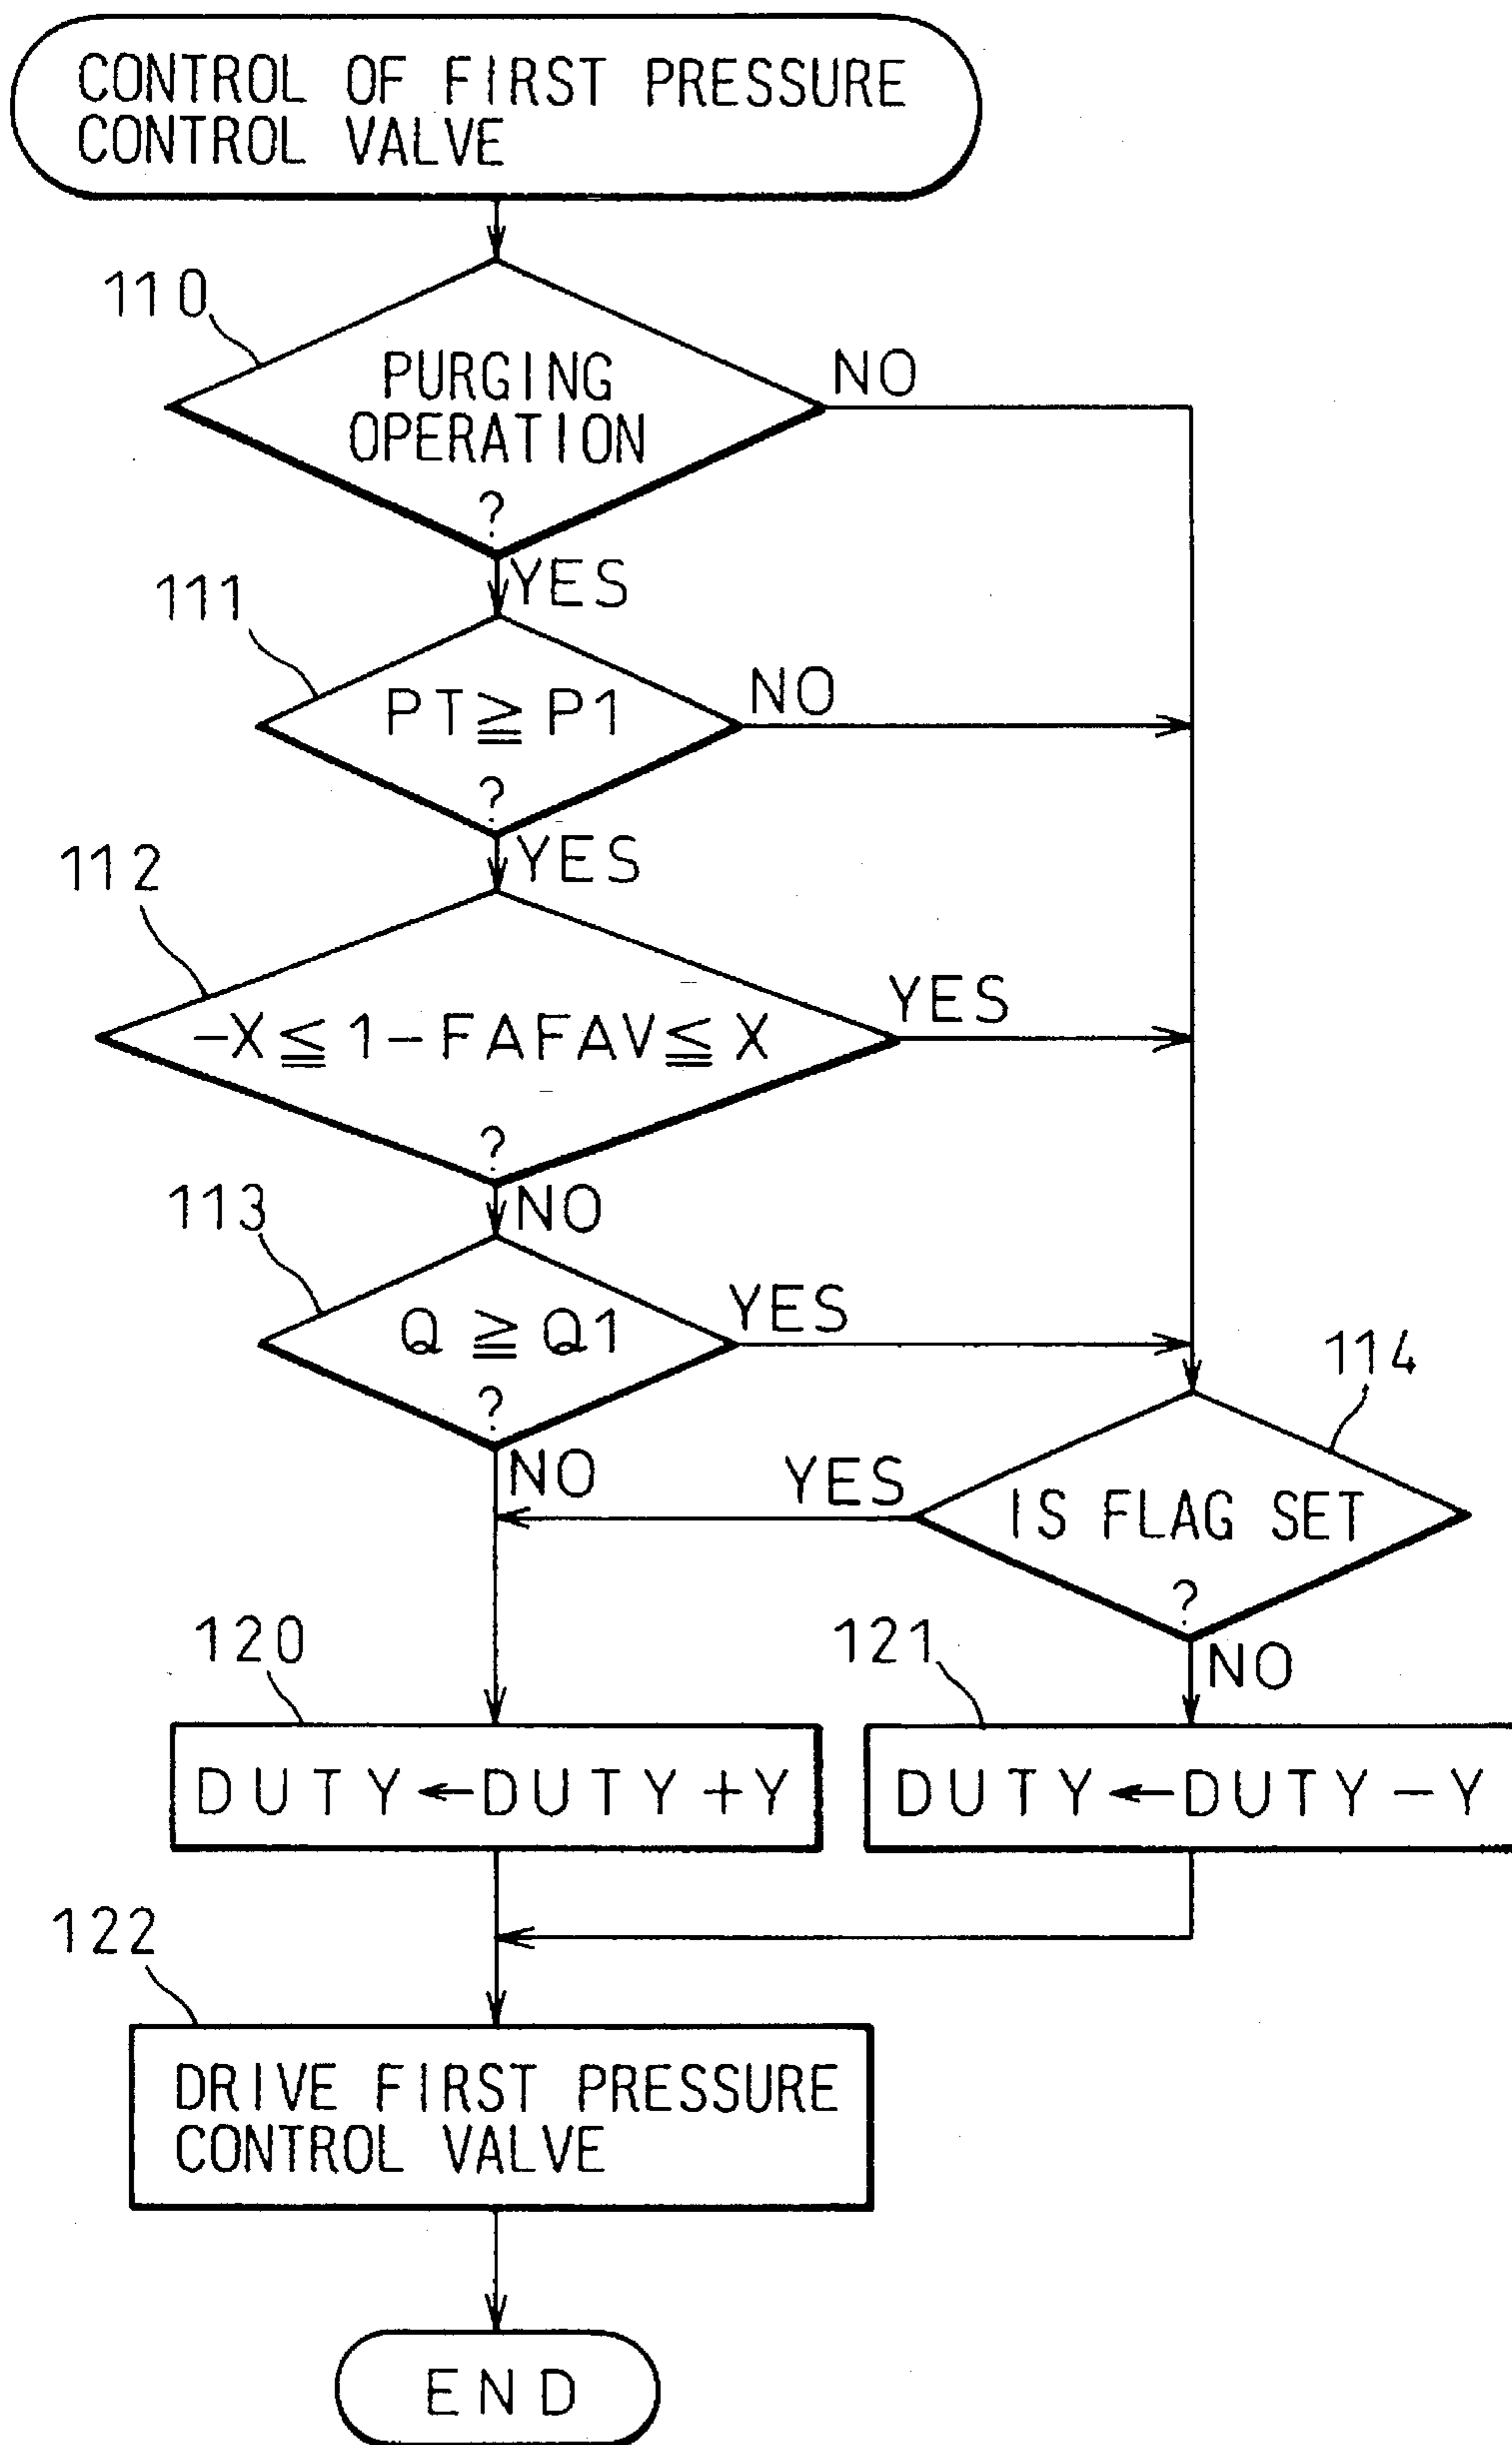 CONTROL OF FIRST PRESSURE
CONTROL VALVE
110
PURGING
OPERATION
?
NO
YES
111
PT≧P1
?
NO
YES
112
-X≦1-FAFAV≦X
?
YES
NO
113
Q≧Q1
?
YES
NO
114
IS FLAG SET
?
YES
NO
120
DUTY←DUTY+Y
121
DUTY←DUTY-Y
122
DRIVE FIRST PRESSURE
CONTROL VALVE
END